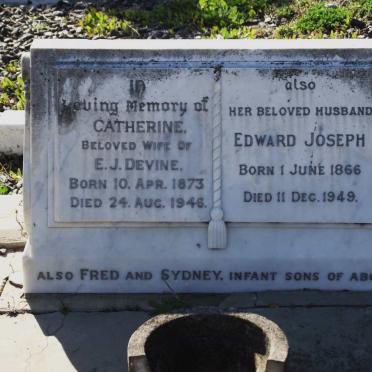 In
Loving Memory of
CATHERINE,
BELOVED WIFE OF
E.J. DEVINE,
BORN 10. APR. 1873
DIED 24. AUG. 1946.
also
HER BELOVED HUSBAND
EDWARD JOSEPH
BORN 1 JUNE 1866
DIED 11 DEC. 1949.
ALSO FRED AND SYDNEY, INFANT SONS OF